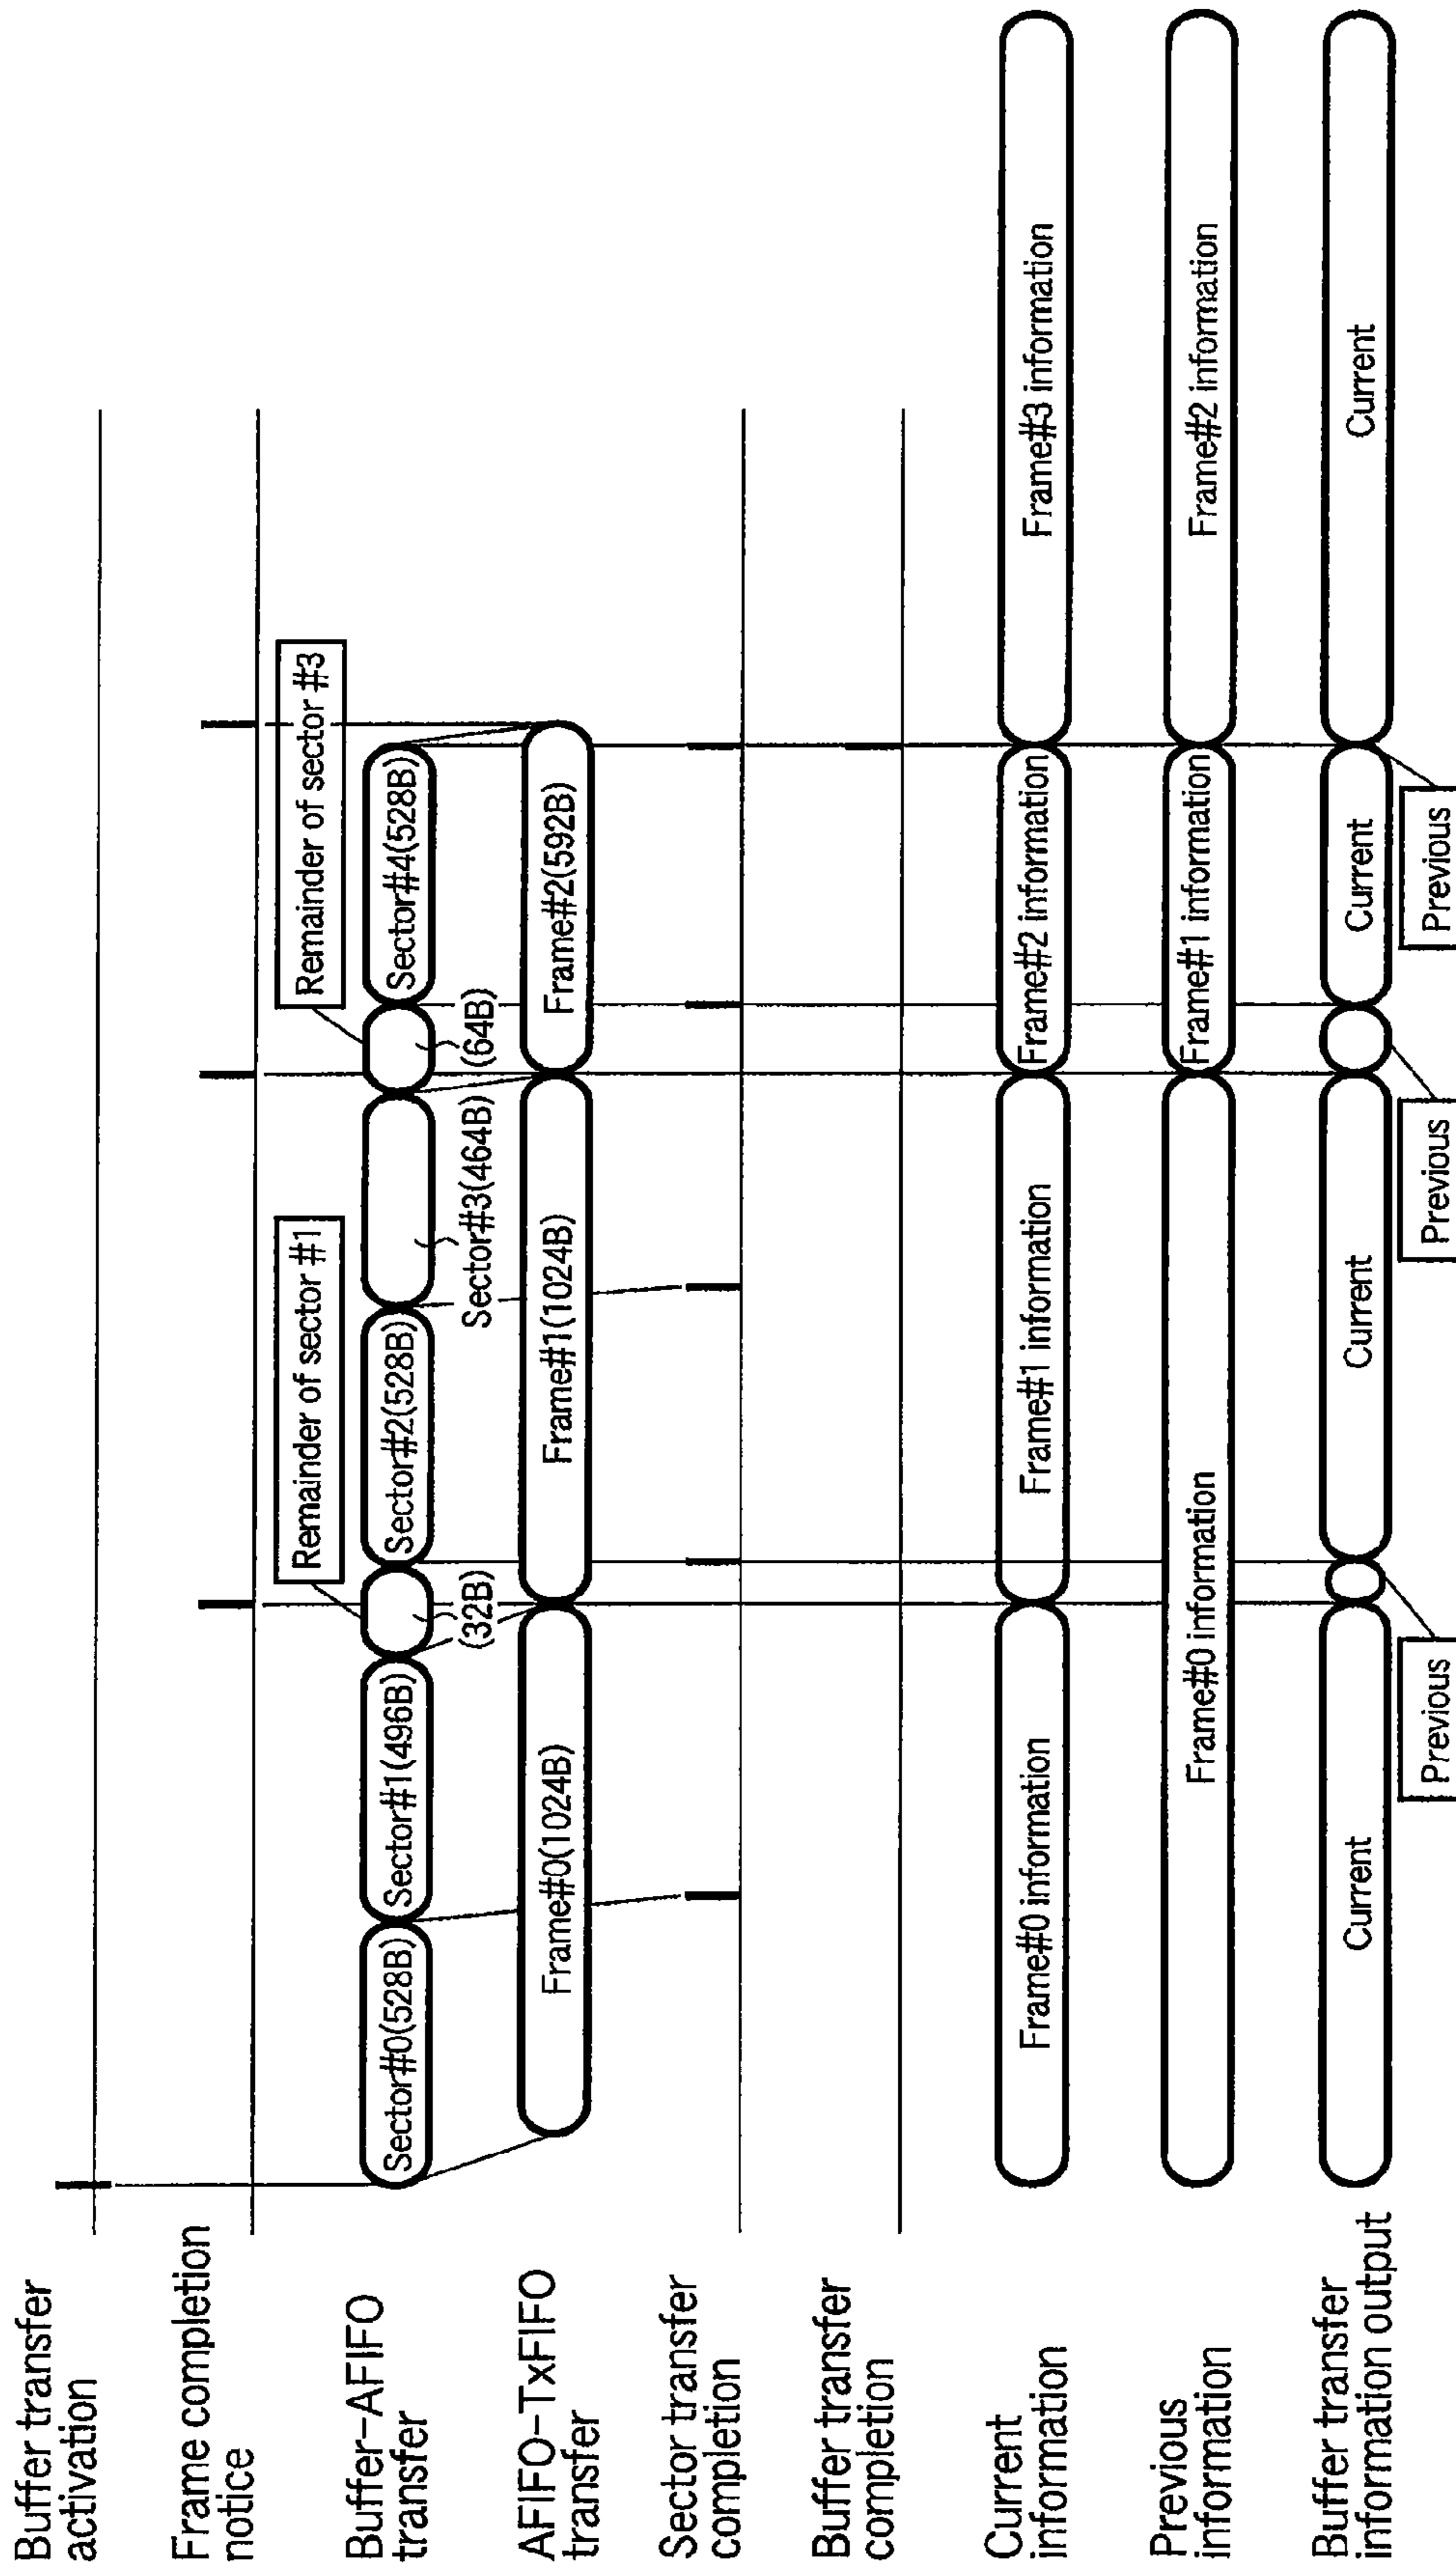 Buffer transfer
activation
Frame completion
notice
Remainder of sector #1
Remainder of sector #3
Buffer-AFIFO
transfer
Sector#0(528B)
Sector#1(496B)
(32B)
Sector#2(528B)
Sector#3(464B)
(64B)
Sector#4(528B)
AFIFO-TxFIFO
transfer
Frame#0(1024B)
Frame#1(1024B)
Frame#2(592B)
Sector transfer
completion
Buffer transfer
completion
Current
information
Frame#0 information
Frame#1 information
Frame#2 information
Frame#3 information
Previous
information
Frame#0 information
Frame#1 information
Frame#2 information
Buffer transfer
information output
Current
Current
Current
Current
Previous
Previous
Previous